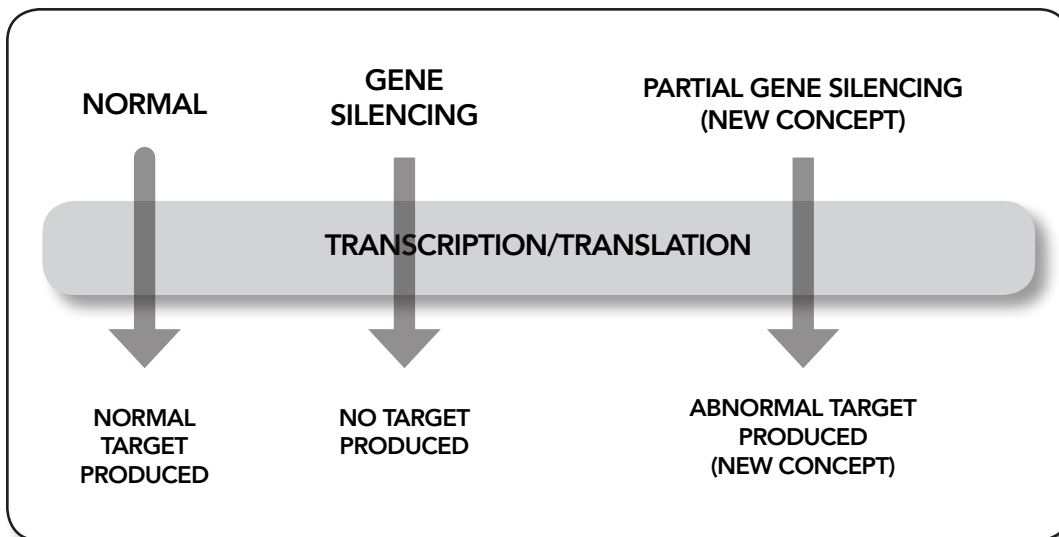 NORMAL
GENE
SILENCING
PARTIAL GENE SILENCING
(NEW CONCEPT)
TRANSCRIPTION/TRANSLATION
NORMAL
TARGET
PRODUCED
NO TARGET
PRODUCED
ABNORMAL TARGET
PRODUCED
(NEW CONCEPT)